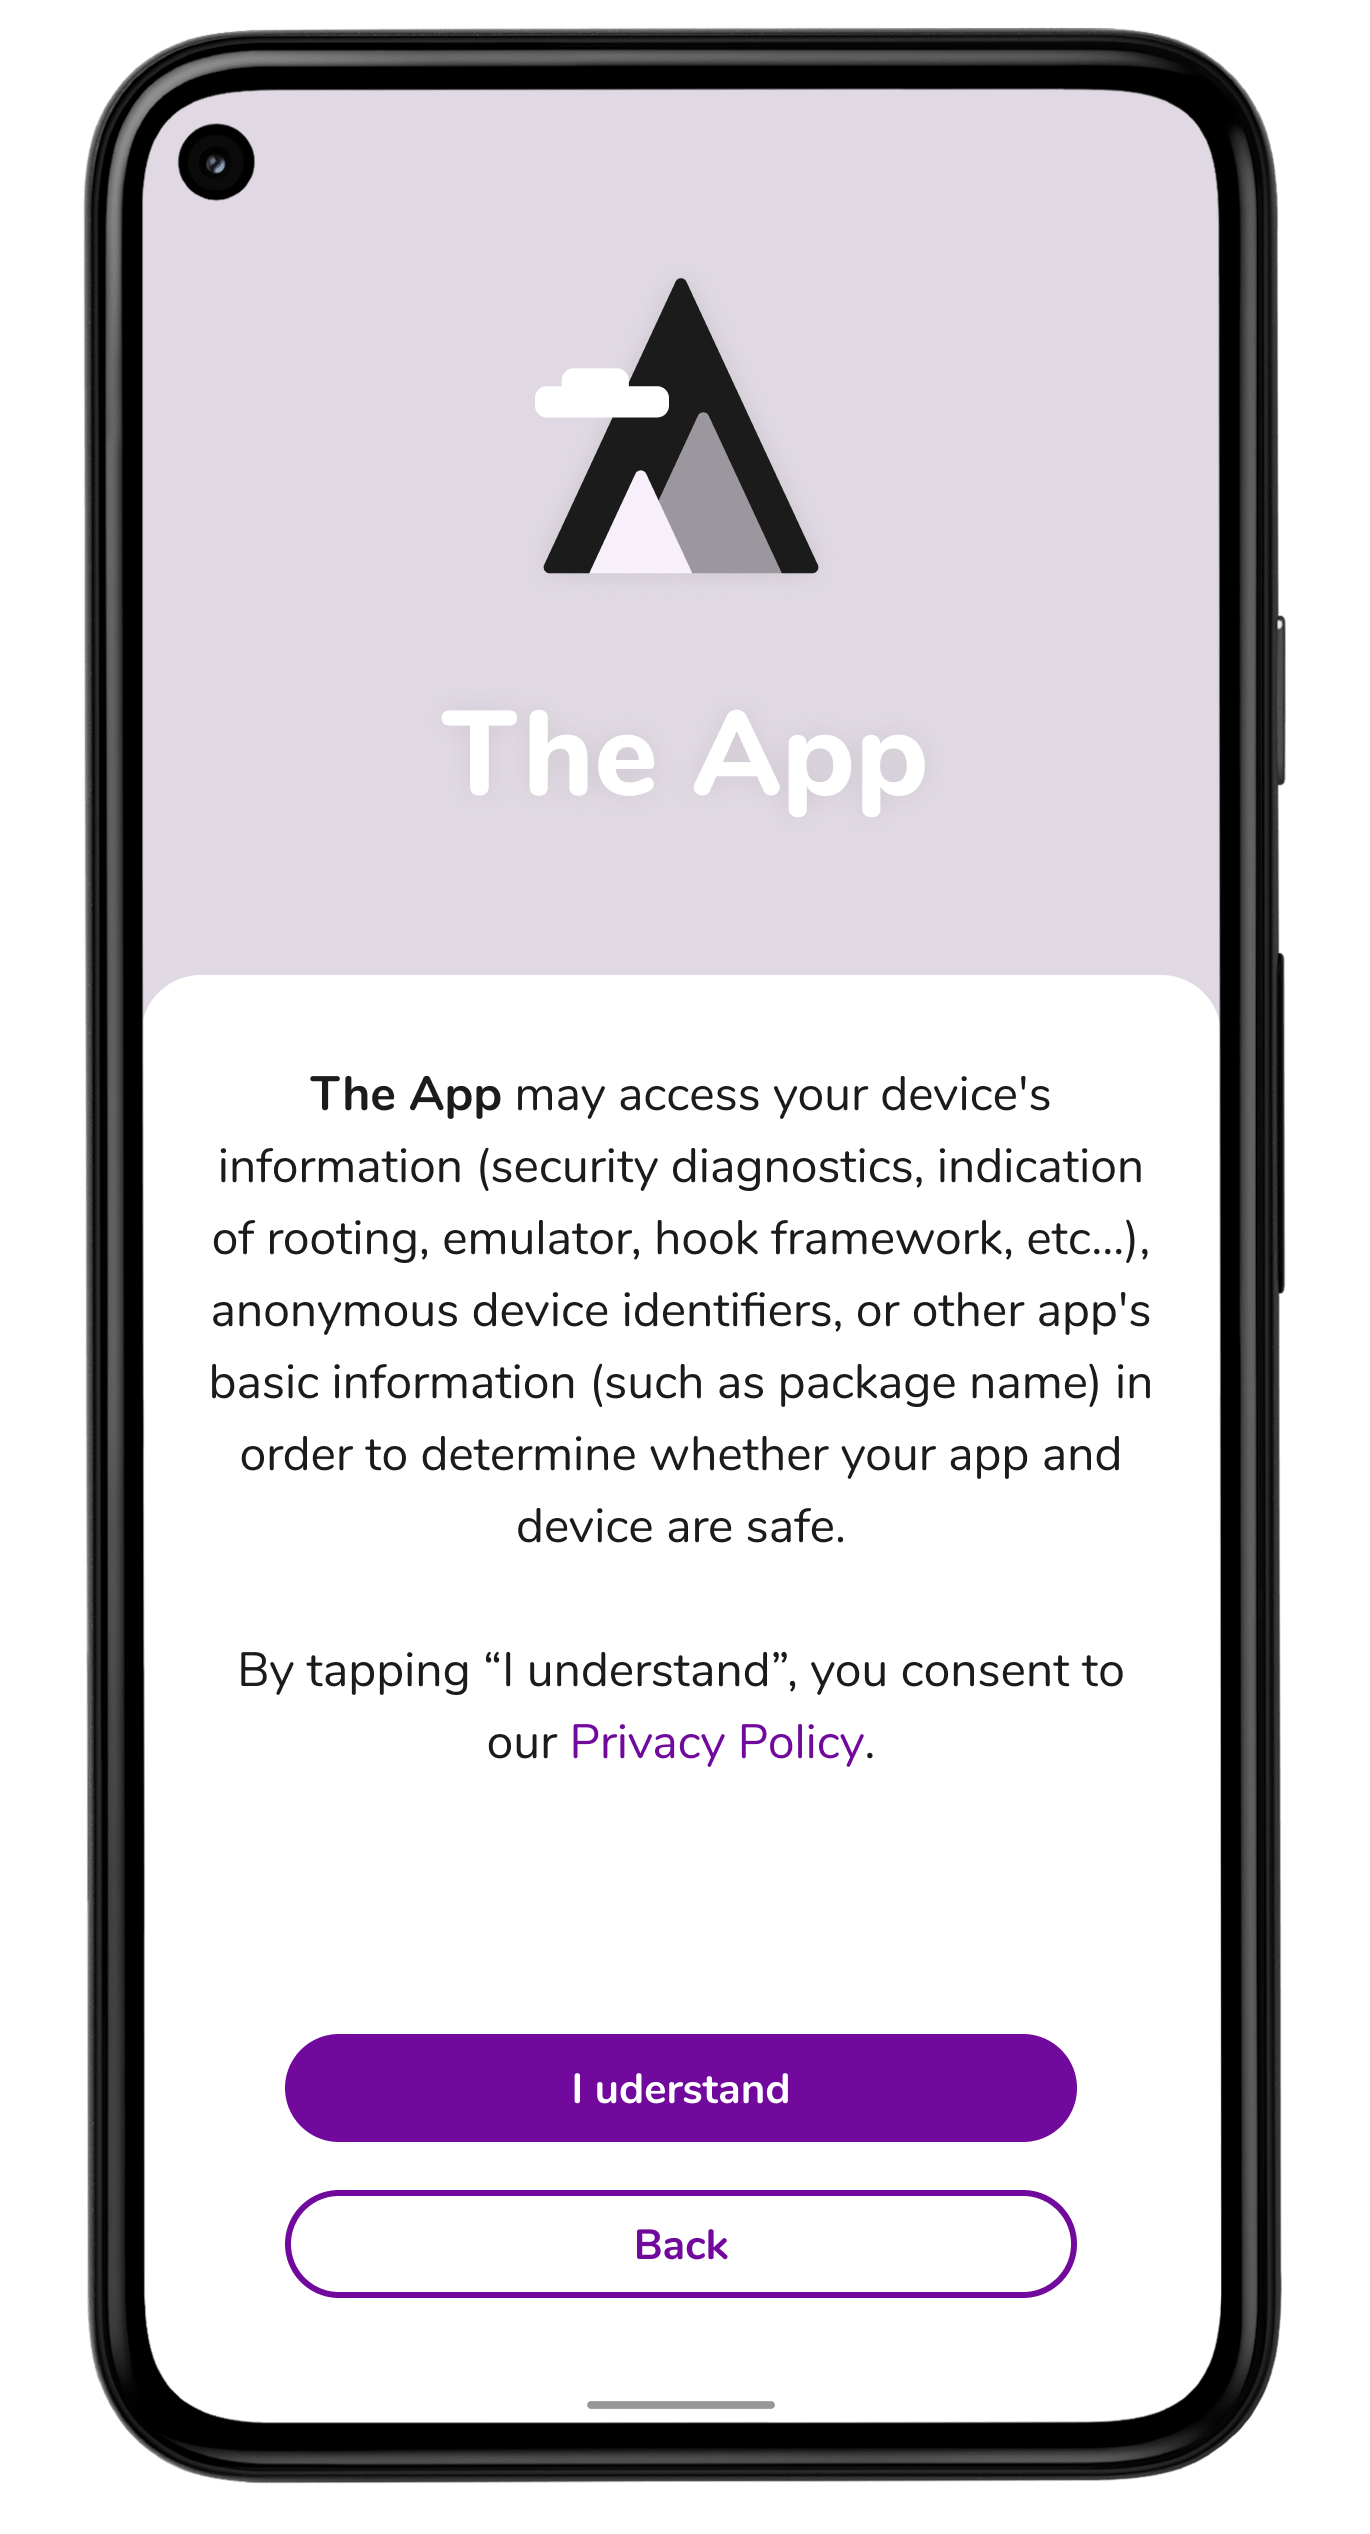 The App
The App may access your device's
information (security diagnostics, indication
of rooting, emulator, hook framework, etc...),
anonymous device identifiers, or other app's
basic information (such as package name) in
order to determine whether your app and
device are safe.
By tapping “I understand”, you consent to
our Privacy Policy.
I uderstand
Back